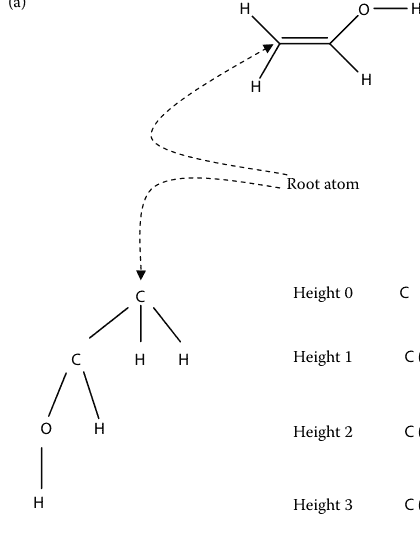 (a)
H
O
H
H
H
Root atom
C
Height 0
C
C
H
H
Height 1
C (
O
H
Height 2
C (
H
Height 3
C (